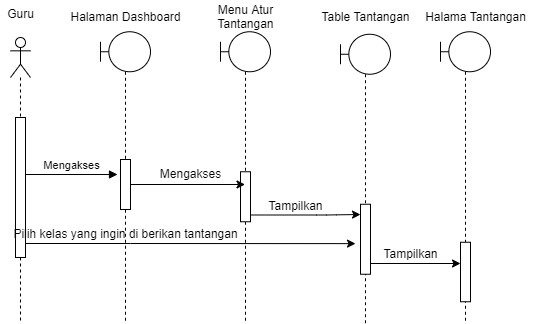 Guru
Halaman Dashboard
Menu Atur
Tantangan
Table Tantangan
Halama Tantangan
Mengakses
Mengakses
Tampilkan
Pilih kelas yang ingin di berikan tantangan
Tampilkan